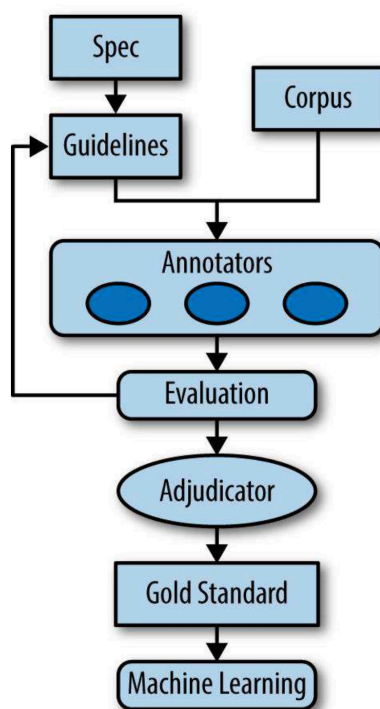 Spec
Corpus
Guidelines
Annotators
Evaluation
Adjudicator
Gold Standard
Machine Learning